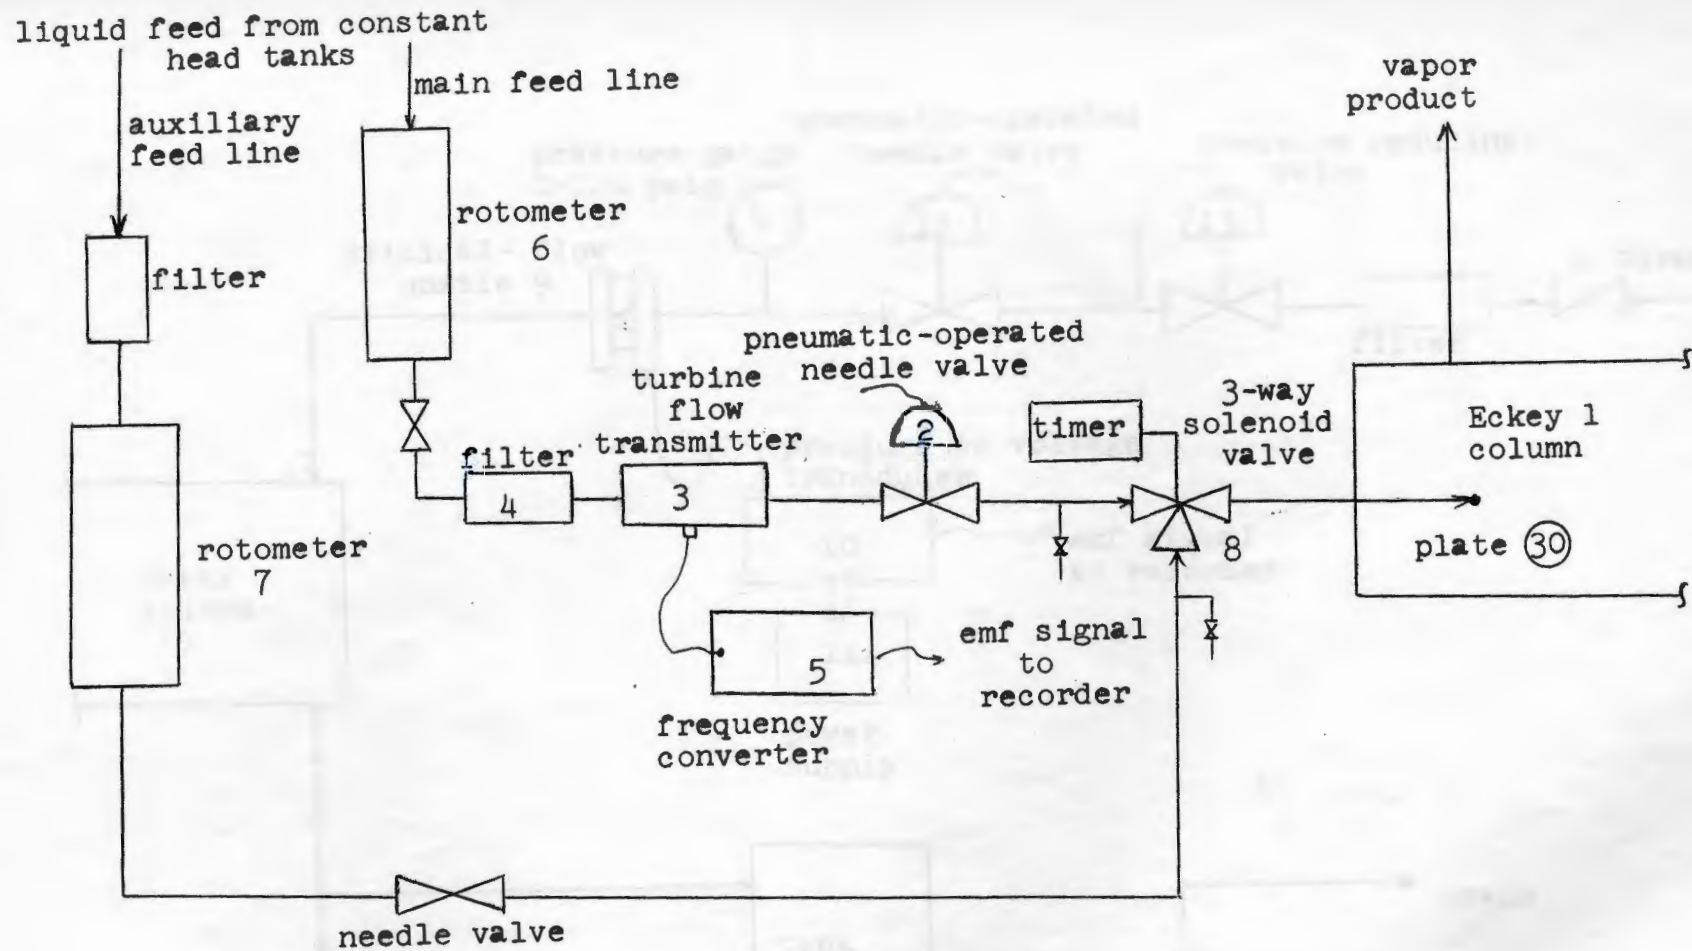 liquid feed from constant
head tanks
main feed line
auxiliary
feed line
vapor
product
rotometer
6
filter
pneumatic-operated
needle valve
turbine
flow
transmitter
2
timer
3-way
solenoid
valve
Eckey 1
column
filter
4
3
rotometer
7
8
plate 30
5
emf signal
to
recorder
frequency
converter
needle valve